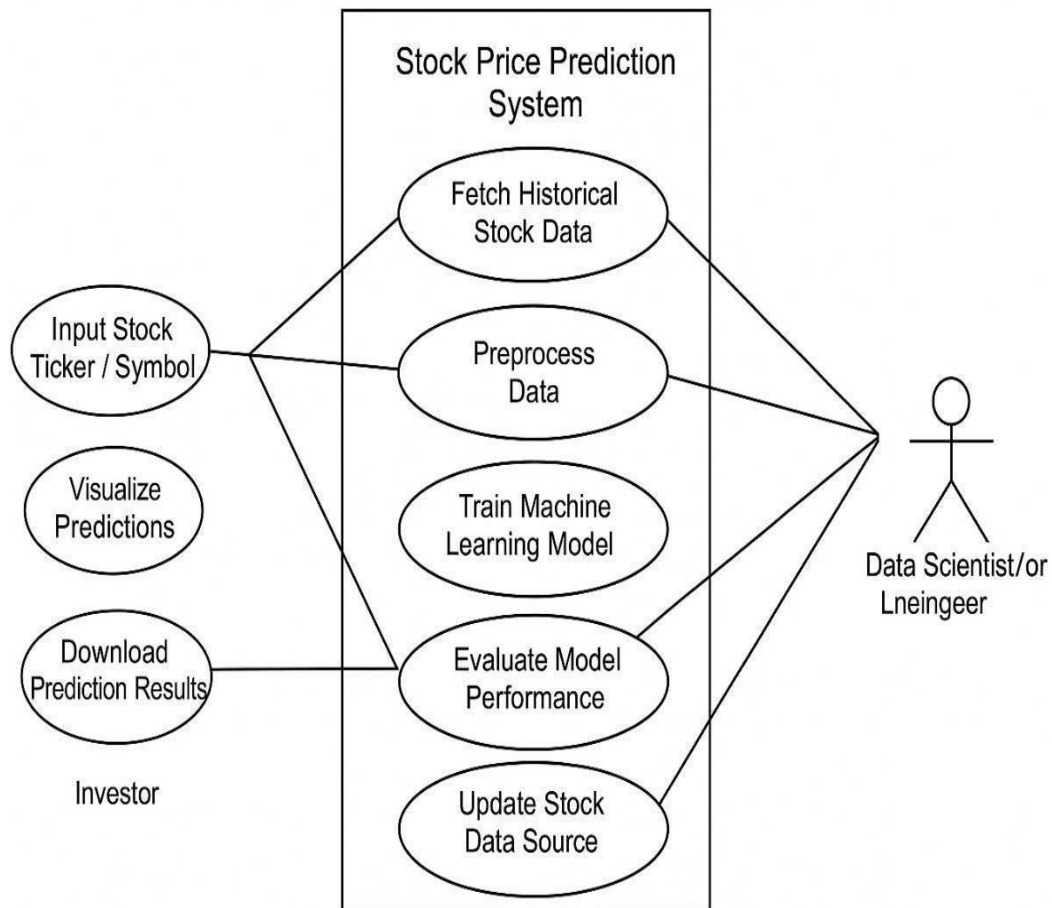 Stock Price Prediction
System
Fetch Historical
Stock Data
Input Stock
Ticker / Symbol
Preprocess
Data
Visualize
Predictions
Train Machine
Learning Model
Data Scientist/or
Lneingeer
Download
Prediction Results
Evaluate Model
Performance
Investor
Update Stock
Data Source